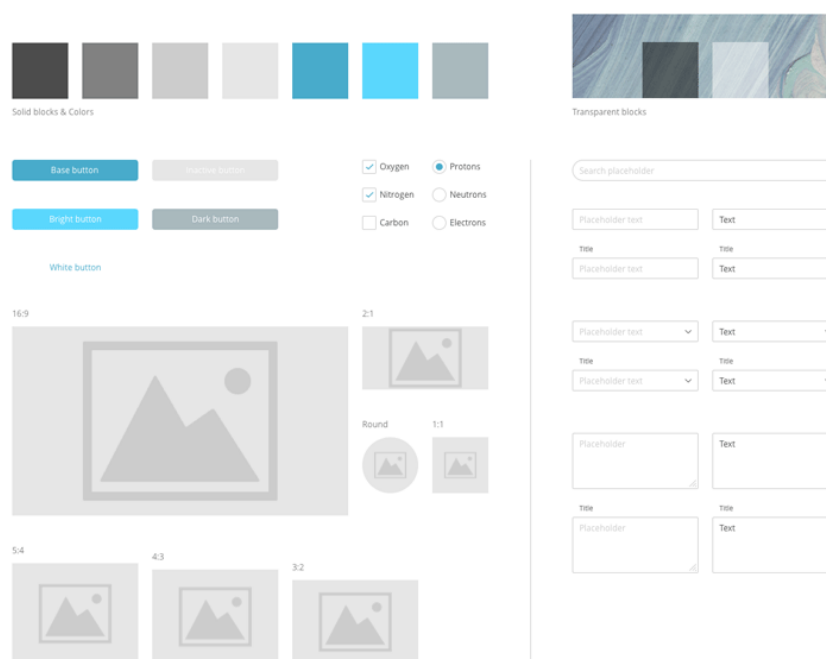 Solid blocks & Colors
Transparent blocks
Base button
Inactive button
Bright button
Dark button
White button
Oxygen
Protons
Nitrogen
Neutrons
Carbon
Electrons
Search placeholder
Placeholder text
Text
Title
Title
Placeholder text
Text
Placeholder text
Text
Title
Title
Placeholder text
Text
Placeholder
Text
Title
Title
Placeholder
Text
16:9
2:1
Round
1:1
5:4
4:3
3:2